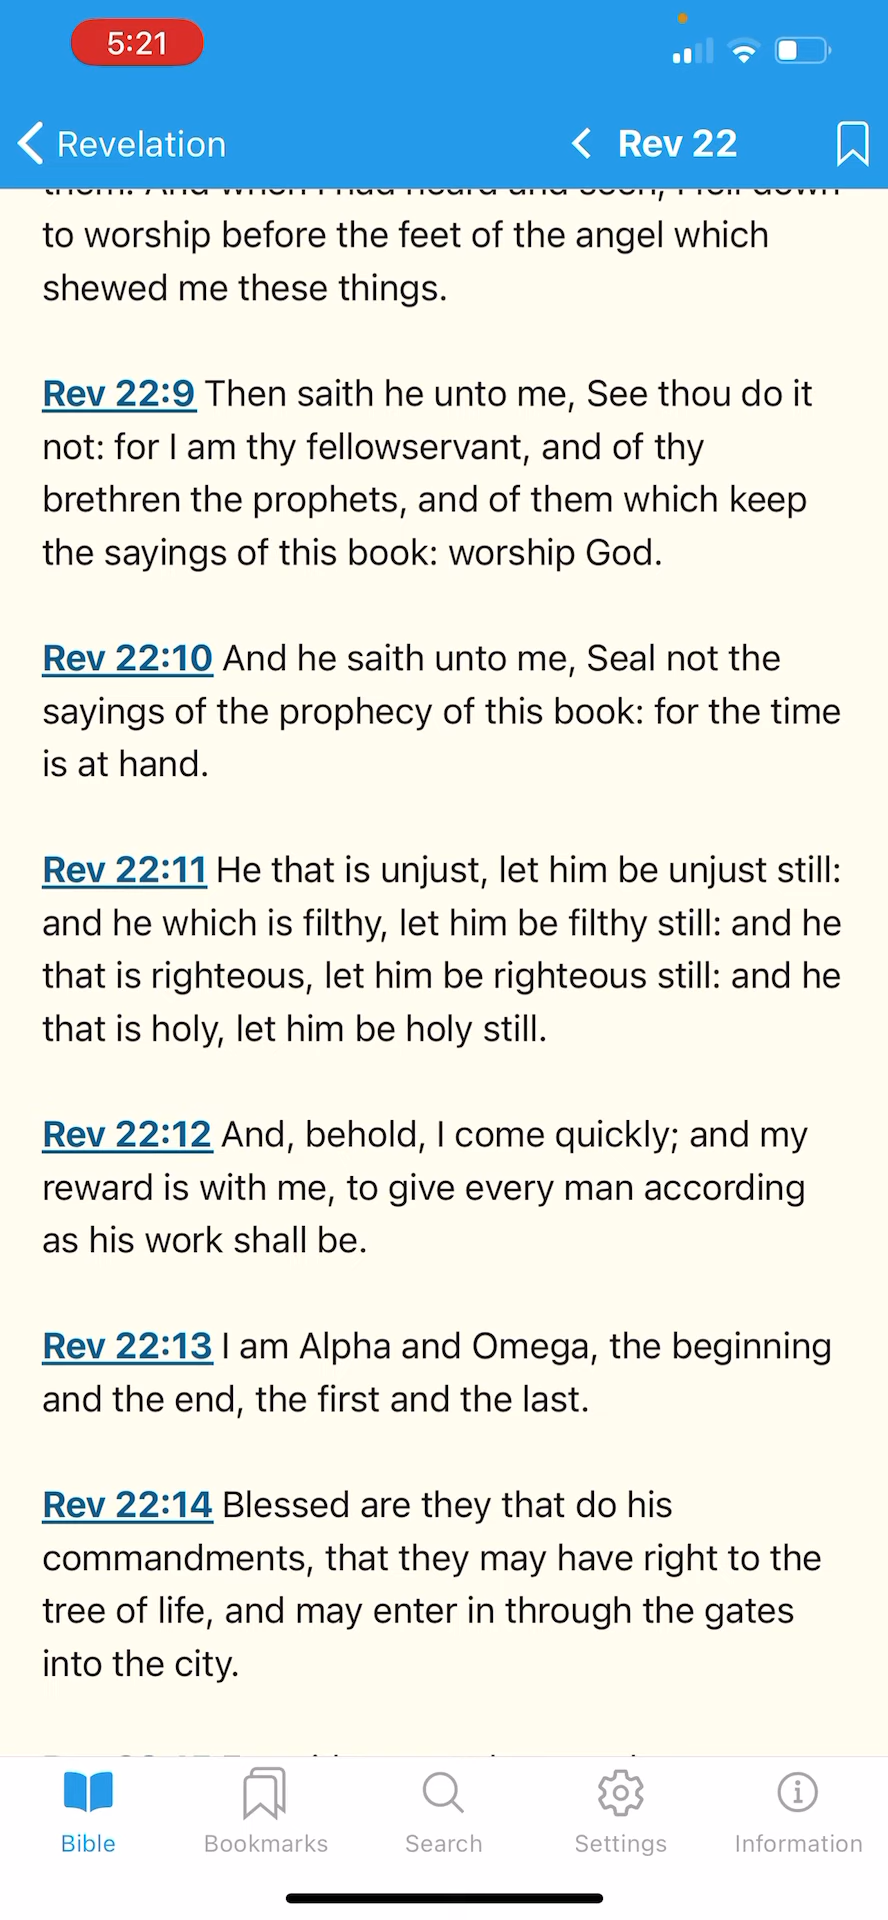 5:21
Revelation
Rev 22
to worship before the feet of the angel which
shewed me these things.
Rev 22:9 Then saith he unto me, See thou do it
not: for I am thy fellowservant, and of thy
brethren the prophets, and of them which keep
the sayings of this book: worship God.
Rev 22:10 And he saith unto me, Seal not the
sayings of the prophecy of this book: for the time
is at hand.
Rev 22:11 He that is unjust, let him be unjust still:
and he which is filthy, let him be filthy still: and he
that is righteous, let him be righteous still: and he
that is holy, let him be holy still.
Rev 22:12 And, behold, I come quickly; and my
reward is with me, to give every man according
as his work shall be.
Rev 22:13 I am Alpha and Omega, the beginning
and the end, the first and the last.
Rev 22:14 Blessed are they that do his
commandments, that they may have right to the
tree of life, and may enter in through the gates
into the city.
Bible
Bookmarks
Search
Settings
Information